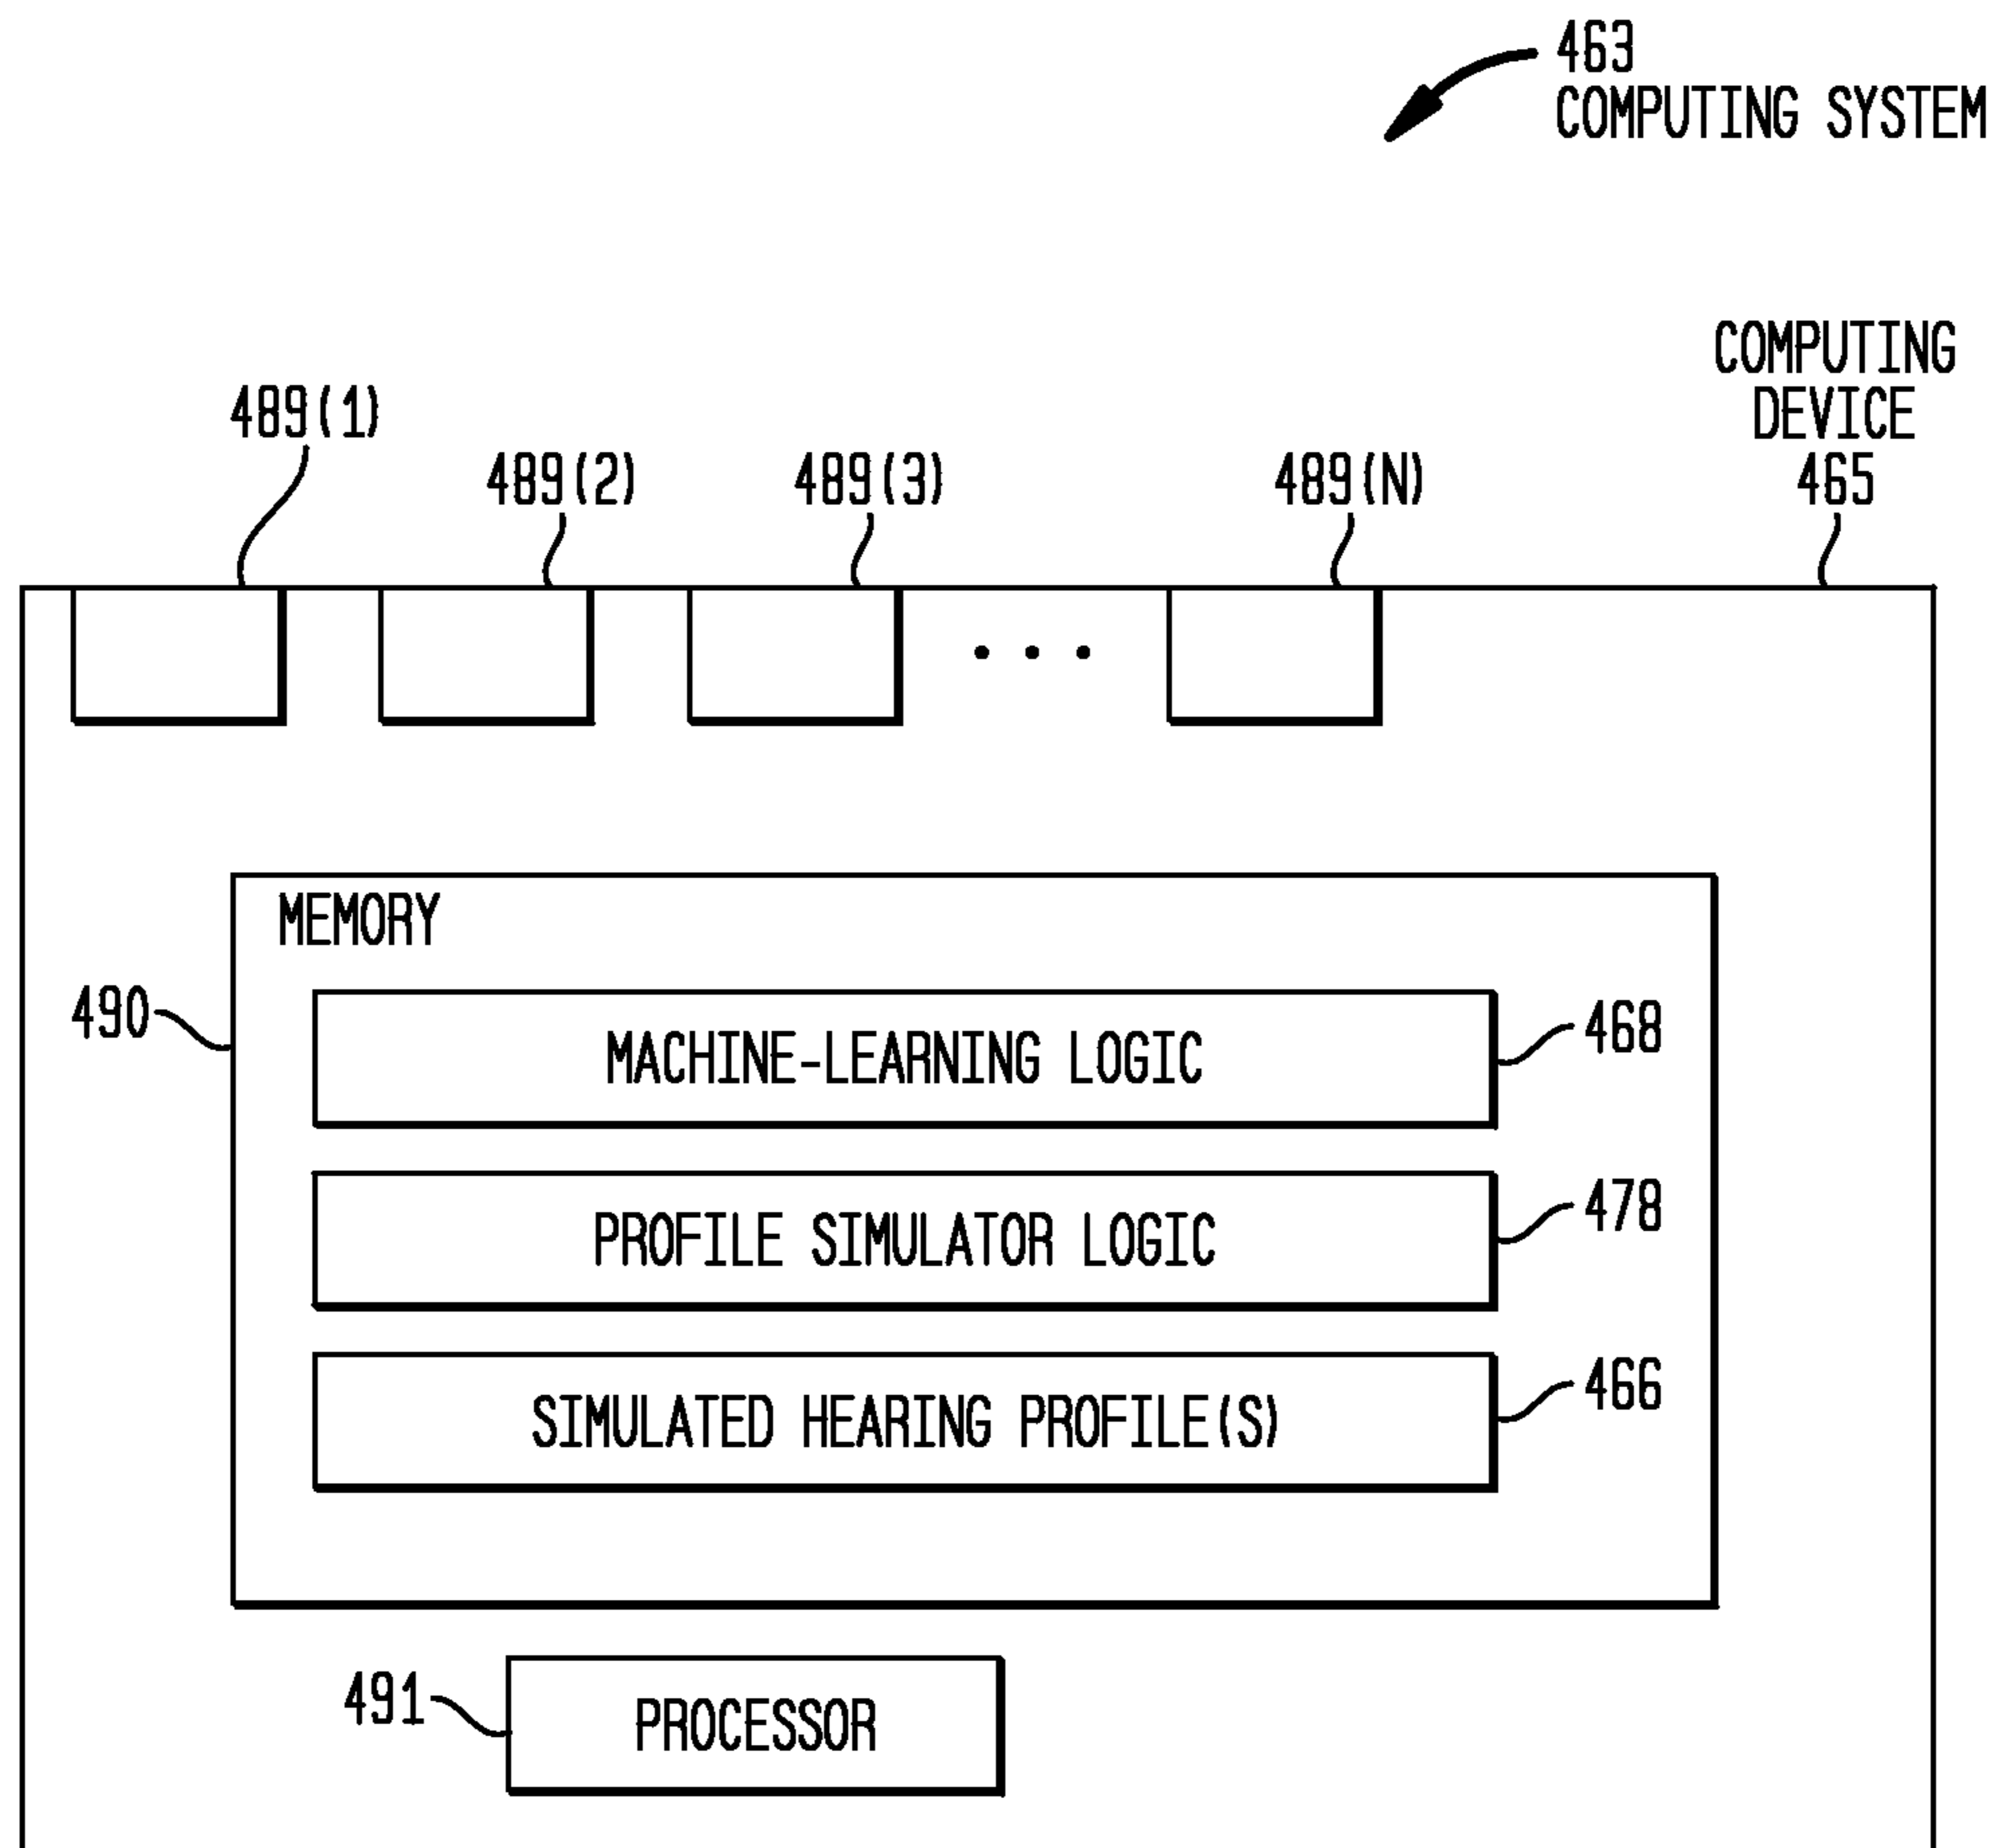 463
COMPUTING SYSTEM
COMPUTING
DEVICE
465
489(1)
489(2)
489(3)
489(N)
MEMORY
490
MACHINE-LEARNING LOGIC
468
PROFILE SIMULATOR LOGIC
478
SIMULATED HEARING PROFILE(S)
466
491
PROCESSOR